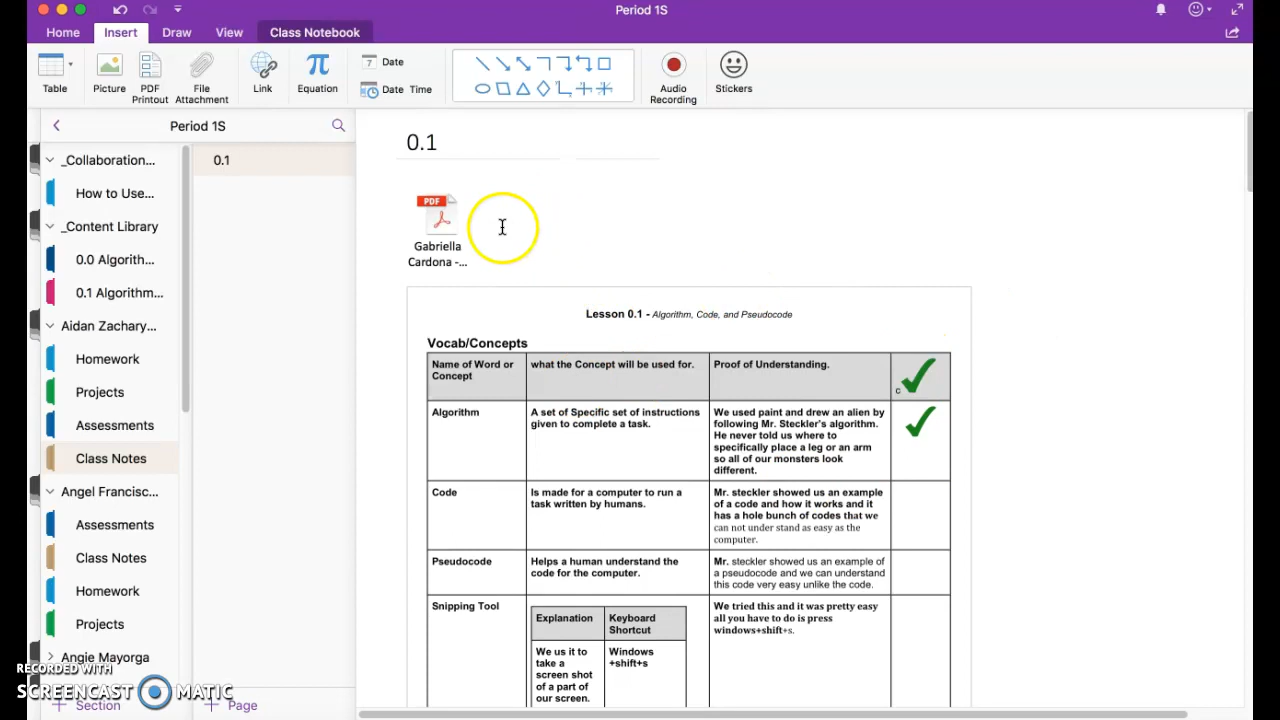 Period 1S
Home Insert Draw View Class Notebook
Table Picture PDF Printout File Attachment Link Equation Date Date Time Audio Recording Stickers
Period 1S
_Collaboration...
How to Use...
_Content Library
0.0 Algorith...
0.1 Algorithm...
Aidan Zachary...
Homework
Projects
Assessments
Class Notes
Angel Francisc...
Assessments
Class Notes
Homework
Projects
Angie Mayorga
RECORDED WITH
SCREENCAST MATIC
+ Section
0.1
+ Page
0.1
PDF
Gabriella
Cardona -...
Lesson 0.1 - Algorithm, Code, and Pseudocode
Vocab/Concepts
Name of Word or
Concept
what the Concept will be used for.
Proof of Understanding.
c
Algorithm
A set of Specific set of instructions
given to complete a task.
We used paint and drew an alien by
following Mr. Steckler's algorithm.
He never told us where to
specifically place a leg or an arm
so all of our monsters look
different.
Code
Is made for a computer to run a
task written by humans.
Mr. steckler showed us an example
of a code and how it works and it
has a hole bunch of codes that we
can not under stand as easy as the
computer.
Pseudocode
Helps a human understand the
code for the computer.
Mr. steckler showed us an example of
a pseudocode and we can understand
this code very easy unlike the code.
Snipping Tool
Explanation
Keyboard
Shortcut
We us it to
take a
screen shot
of a part of
our screen.
Windows
+shift+s
We tried this and it was pretty easy
all you have to do is press
windows+shift+s.